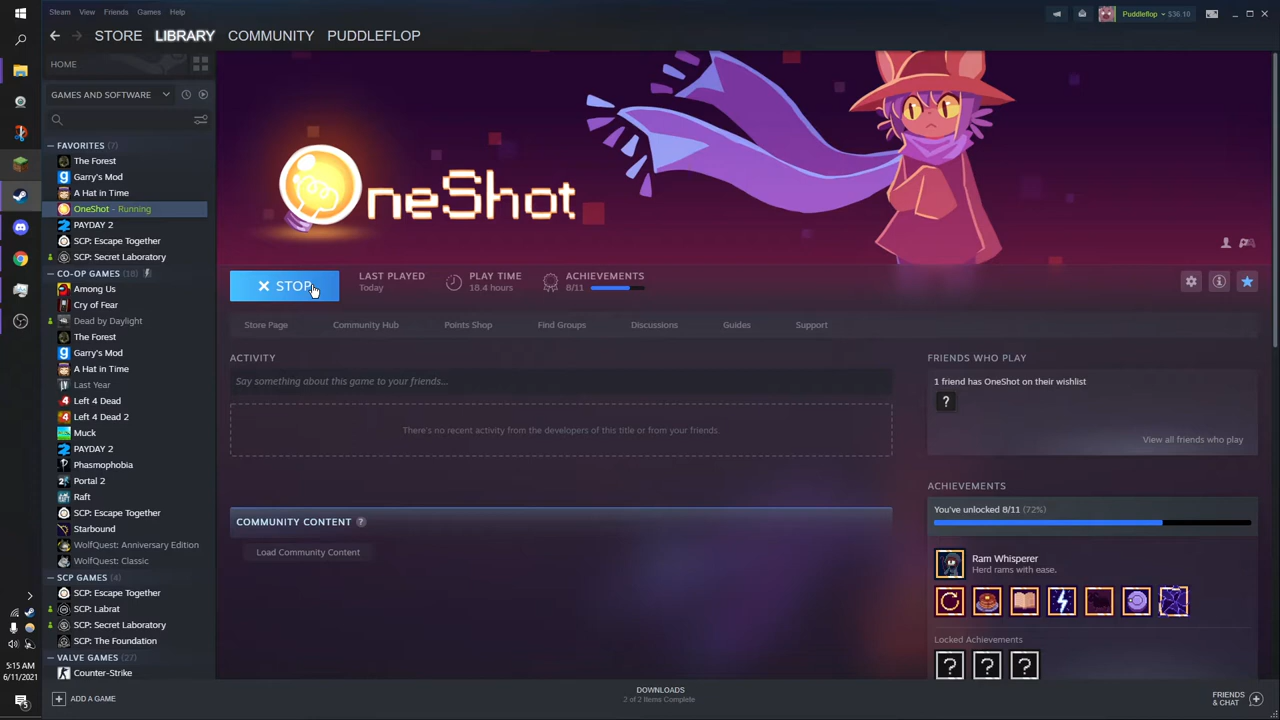 Steam View Friends Games Help
Puddleflop $36.10
STORE LIBRARY COMMUNITY PUDDLEFLOP
HOME
GAMES AND SOFTWARE
FAVORITES (7)
The Forest
Garry's Mod
A Hat in Time
OneShot - Running
PAYDAY 2
SCP: Escape Together
SCP: Secret Laboratory
CO-OP GAMES (18)
Among Us
Cry of Fear
Dead by Daylight
The Forest
Garry's Mod
A Hat in Time
Last Year
Left 4 Dead
Left 4 Dead 2
Muck
PAYDAY 2
Phasmophobia
Portal 2
Raft
SCP: Escape Together
Starbound
WolfQuest: Anniversary Edition
WolfQuest: Classic
SCP GAMES (4)
SCP: Escape Together
SCP: Labrat
SCP: Secret Laboratory
SCP: The Foundation
VALVE GAMES (27)
Counter-Strike
ADD A GAME
5:15 AM
6/11/2021
OneShot
STOP
LAST PLAYED
Today
PLAY TIME
18.4 hours
ACHIEVEMENTS
8/11
Store Page Community Hub Points Shop Find Groups Discussions Guides Support
ACTIVITY
Say something about this game to your friends...
There's no recent activity from the developers of this title or from your friends.
COMMUNITY CONTENT ?
Load Community Content
FRIENDS WHO PLAY
1 friend has OneShot on their wishlist
?
View all friends who play
ACHIEVEMENTS
You've unlocked 8/11 (72%)
Ram Whisperer
Herd rams with ease.
Locked Achievements
? ? ?
DOWNLOADS
2 of 2 Items Complete
FRIENDS
& CHAT